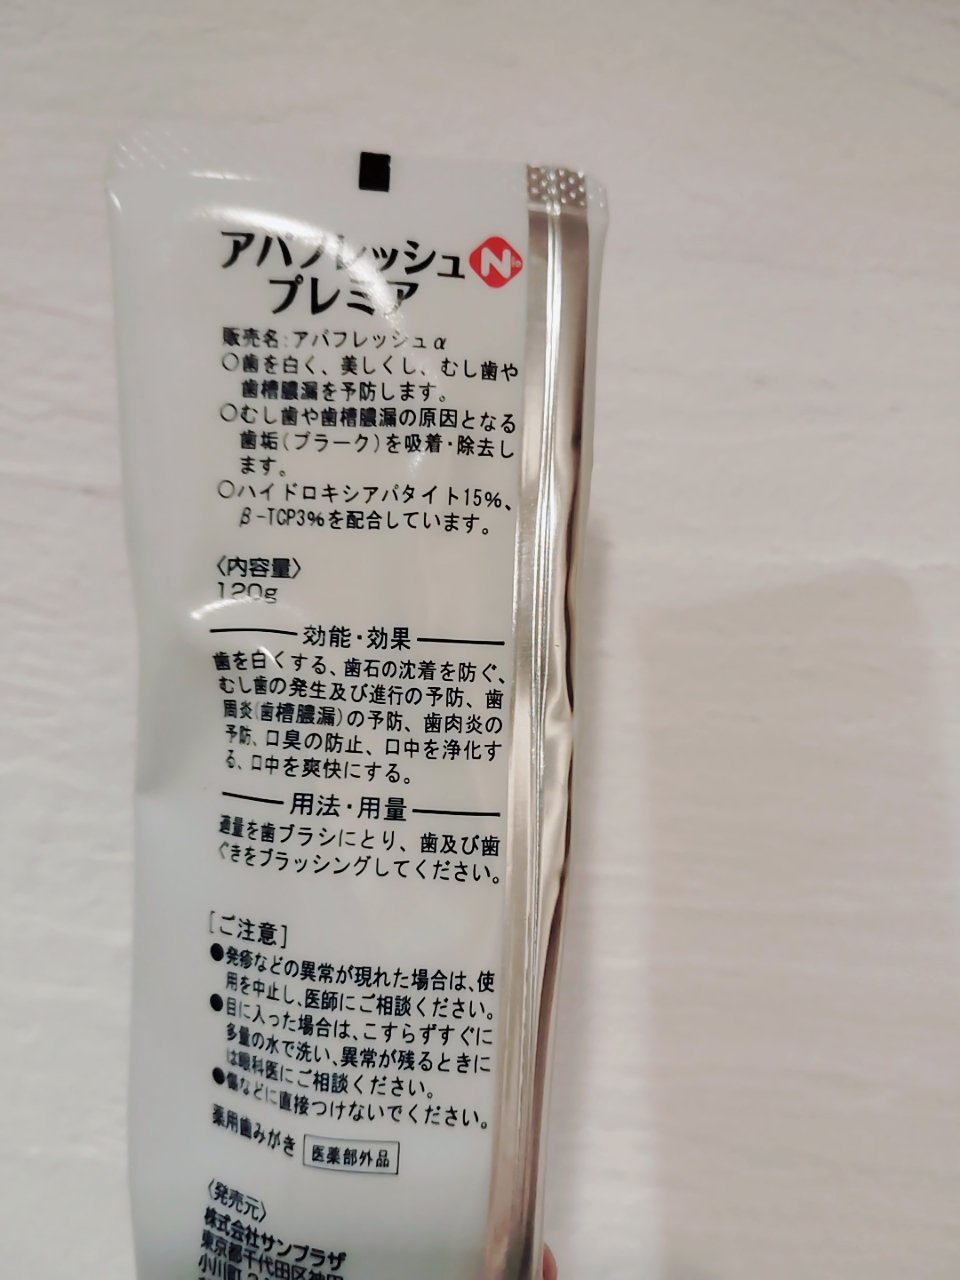 アパフレッシュ N
プレミア
販売名:アパフレッシュα
○歯を白く、美しくし、むし歯や
歯槽膿漏を予防します。
○むし歯や歯槽膿漏の原因となる
歯垢(プラーク)を吸着・除去し
ます。
○ハイドロキシアパタイト15%、
β-TCP3%を配合しています。
〈内容量〉
120g
効能・効果
歯を白くする、歯石の沈着を防ぐ、
むし歯の発生及び進行の予防、歯
周炎(歯槽膿漏)の予防、歯肉炎の
予防、口臭の防止、口中を浄化す
る、口中を爽快にする。
用法・用量
適量を歯ブラシにとり、歯及び歯
ぐきをブラッシングしてください。
[ご注意]
●発疹などの異常が現れた場合は、使
用を中止し、医師にご相談ください。
●目に入った場合は、こすらずすぐに
多量の水で洗い、異常が残るときに
は眼科医にご相談ください。
●傷などに直接つけないでください。
薬用歯みがき 医薬部外品
〈発売元〉
株式会社サンプラザ
東京都千代田区神田
小川町